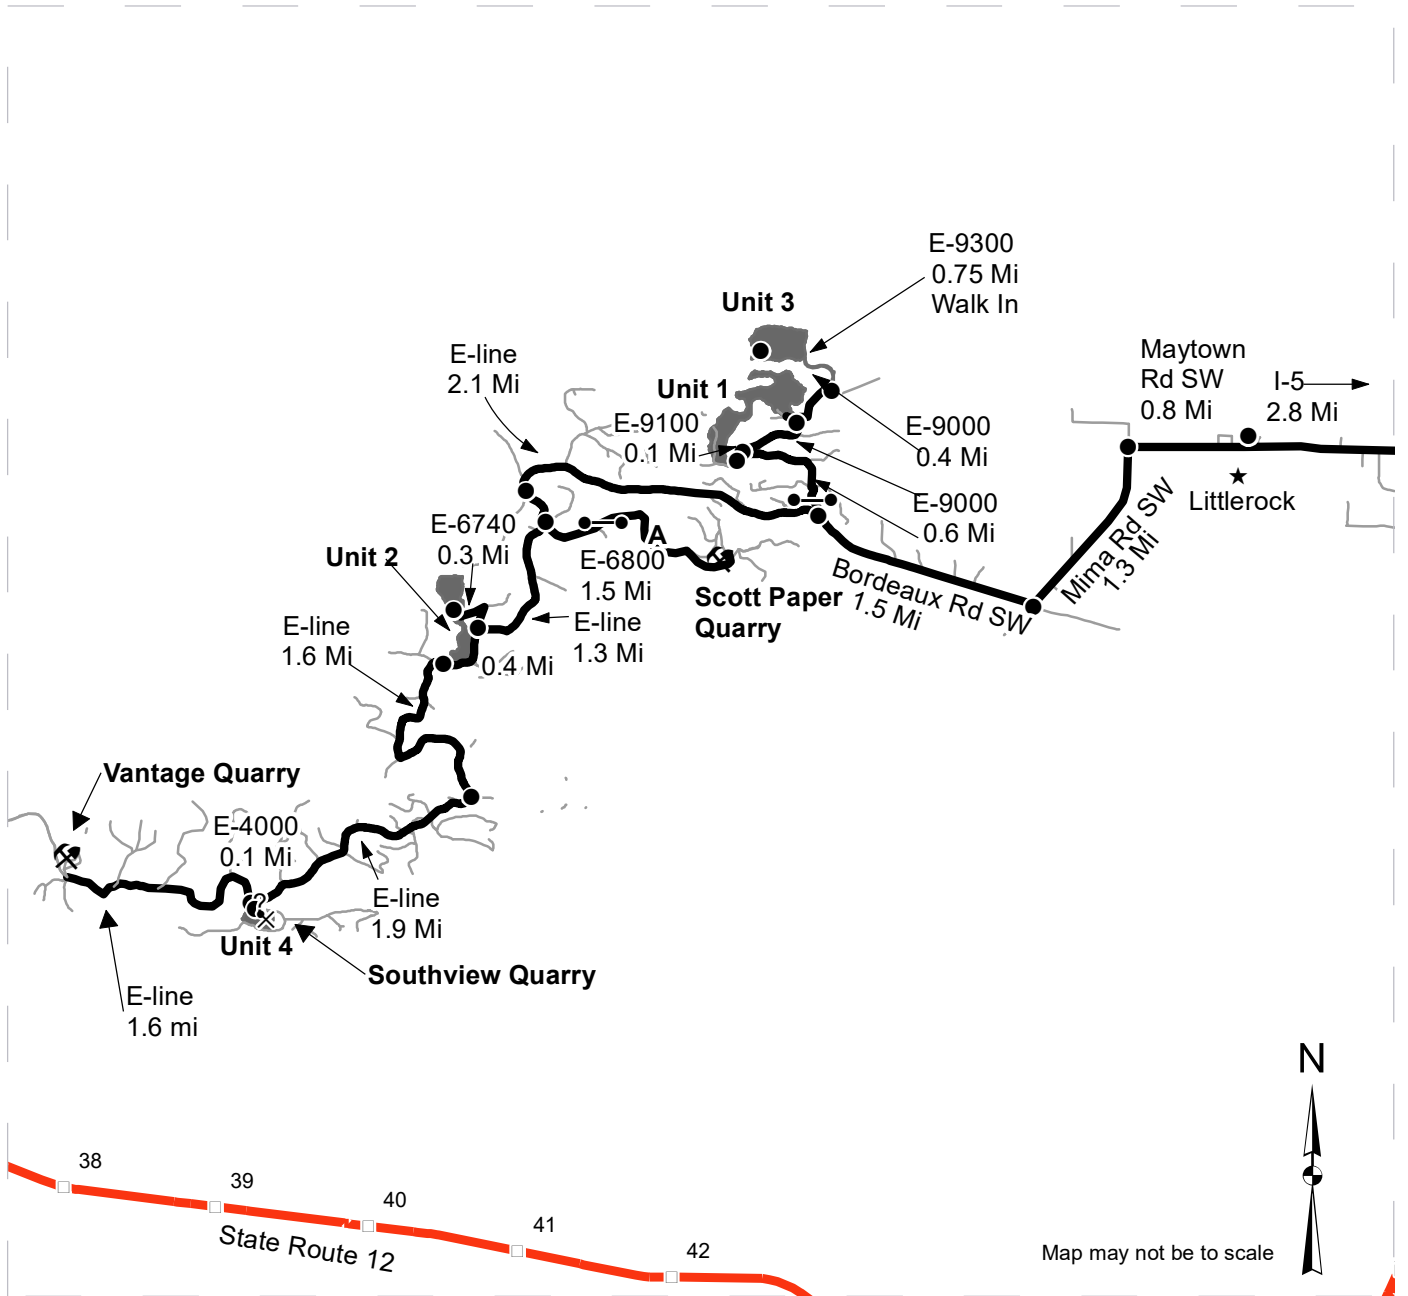 E-9300
0.75 Mi
Walk In
Unit 3
E-line
2.1 Mi
Maytown
Rd SW
0.8 Mi
I-5
2.8 Mi
Unit 1
E-9100
0.1 Mi
E-9000
0.4 Mi
E-9000
0.6 Mi
Littlerock
Mima Rd SW
1.3 Mi
E-6740
0.3 Mi
A
Unit 2
E-6800
1.5 Mi
Bordeaux Rd SW
1.5 Mi
Scott Paper
Quarry
E-line
1.6 Mi
E-line
1.3 Mi
0.4 Mi
Vantage Quarry
E-4000
0.1 Mi
?
E-line
1.9 Mi
Unit 4
Southview Quarry
E-line
1.6 mi
N
38
39
40
41
42
State Route 12
Map may not be to scale